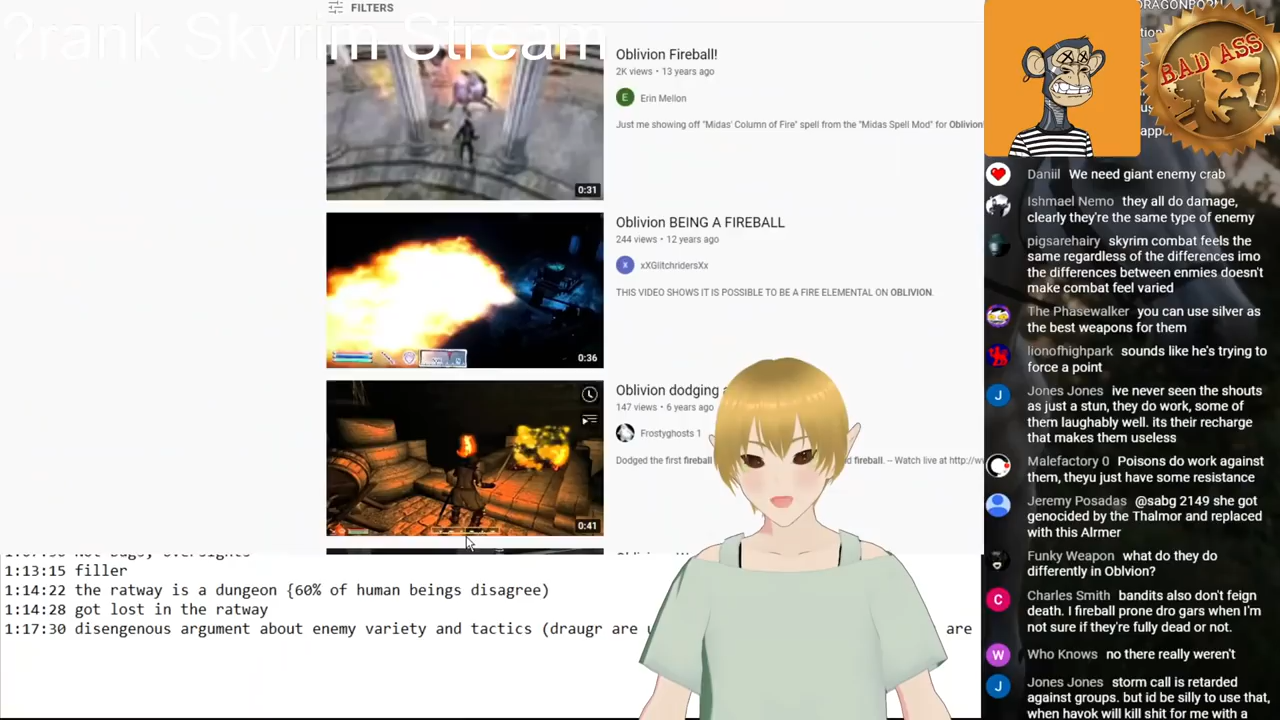 FILTERS
DRAGONBORN
?rank Skyrim Stream
BAD ASS
Oblivion Fireball!
2K views • 13 years ago
E Erin Mellon
Just me showing off "Midas' Column of Fire" spell from the "Midas Spell Mod" for Oblivion
0:31
Oblivion BEING A FIREBALL
244 views • 12 years ago
X xXGlitchridersXx
THIS VIDEO SHOWS IT IS POSSIBLE TO BE A FIRE ELEMENTAL ON OBLIVION.
0:36
Oblivion dodging
147 views • 6 years ago
Frostyghosts 1
Dodged the first fireball
fireball. -- Watch live at http://
0:41
1:13:15 filler
1:14:22 the ratway is a dungeon {60% of human beings disagree)
1:14:28 got lost in the ratway
1:17:30 disengenous argument about enemy variety and tactics (draugr are
are
Daniil We need giant enemy crab
Ishmael Nemo they all do damage,
clearly they're the same type of enemy
pigsarehairy skyrim combat feels the
same regardless of the differences imo
the differences between enmies doesn't
make combat feel varied
The Phasewalker you can use silver as
the best weapons for them
lionofhighpark sounds like he's trying to
force a point
J Jones Jones ive never seen the shouts
as just a stun, they do work, some of
them laughably well. its their recharge
that makes them useless
Malefactory 0 Poisons do work against
them, theyu just have some resistance
Jeremy Posadas @sabg 2149 she got
genocided by the Thalmor and replaced
with this Alrmer
Funky Weapon what do they do
differently in Oblivion?
C Charles Smith bandits also don't feign
death. I fireball prone dro gars when I'm
not sure if they're fully dead or not.
W Who Knows no there really weren't
J Jones Jones storm call is retarded
against groups. but id be silly to use that,
when havok will kill shit for me with a